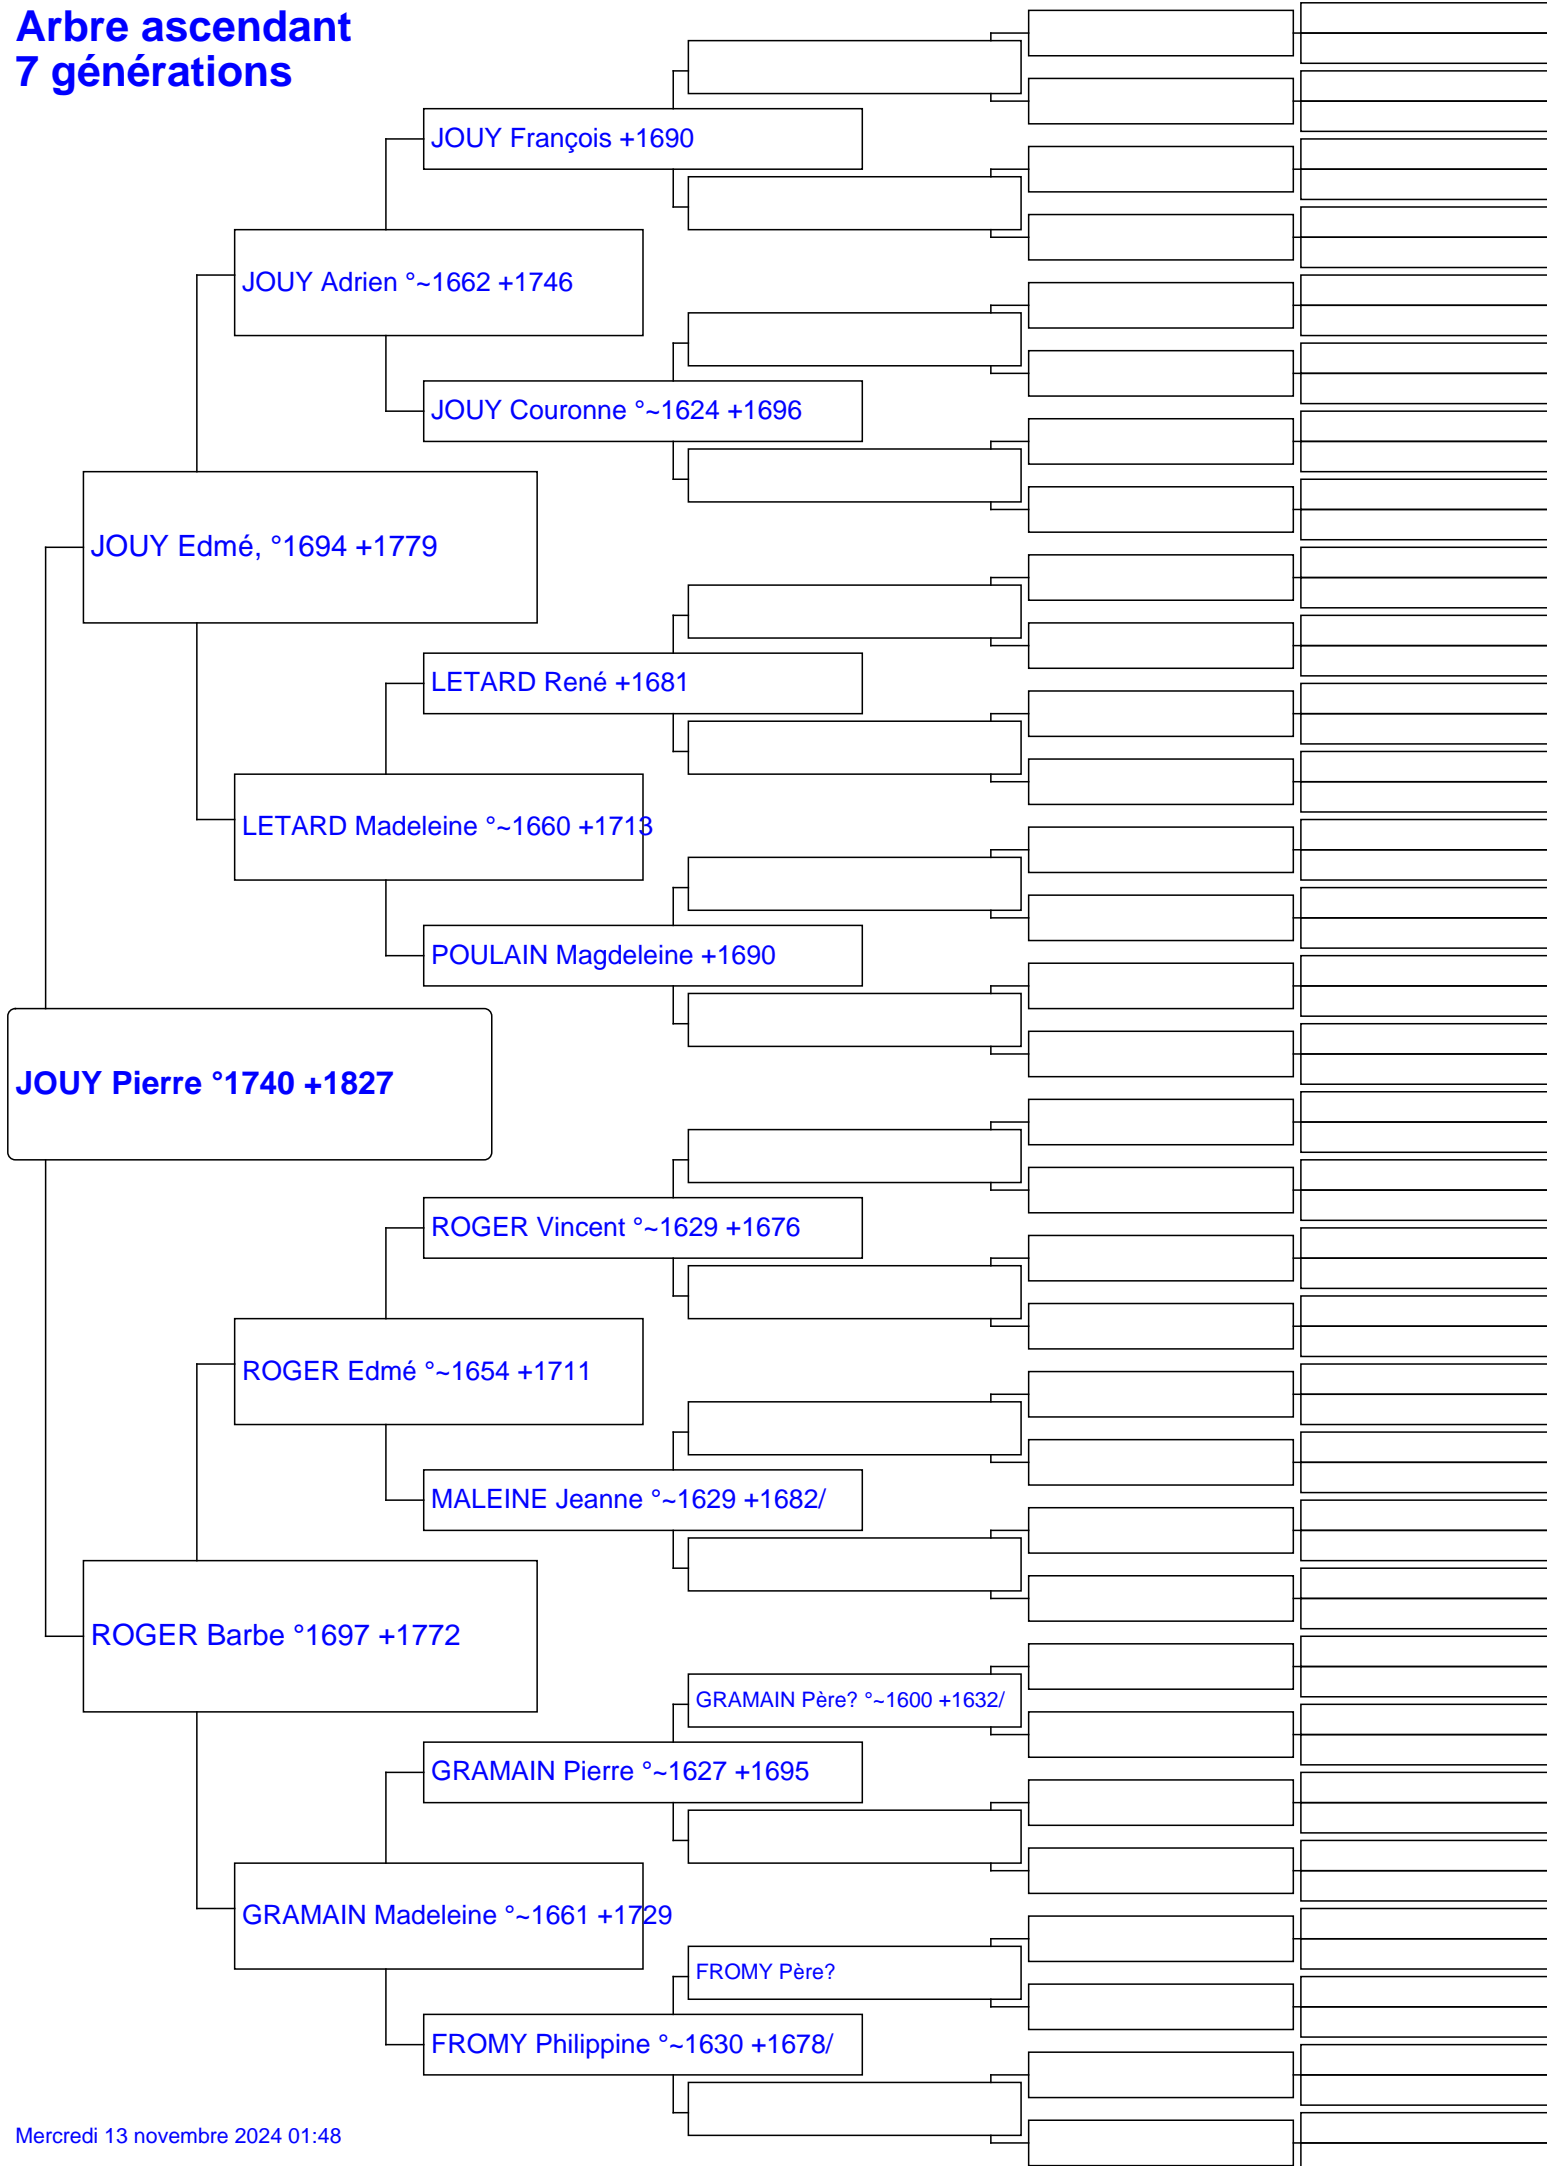 Arbre ascendant
7 générations
JOUY François +1690
JOUY Adrien °~1662 +1746
JOUY Couronne °~1624 +1696
JOUY Edmé, °1694 +1779
LETARD René +1681
LETARD Madeleine °~1660 +1713
POULAIN Magdeleine +1690
JOUY Pierre °1740 +1827
ROGER Vincent °~1629 +1676
ROGER Edmé °~1654 +1711
MALEINE Jeanne °~1629 +1682/
ROGER Barbe °1697 +1772
GRAMAIN Père? °~1600 +1632/
GRAMAIN Pierre °~1627 +1695
GRAMAIN Madeleine °~1661 +1729
FROMY Père?
FROMY Philippine °~1630 +1678/
Mercredi 13 novembre 2024 01:48